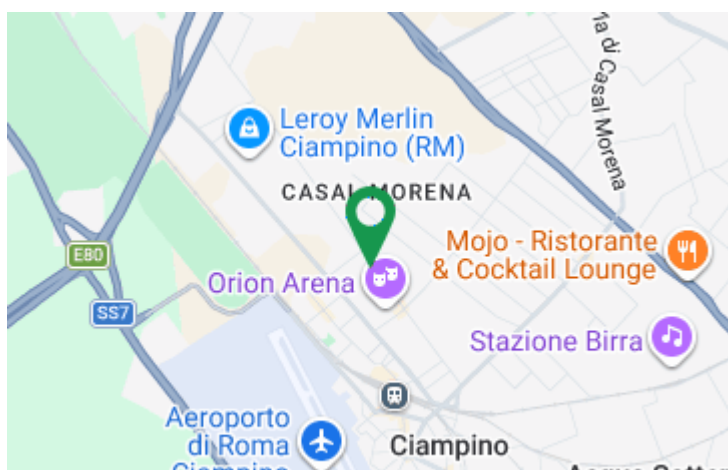 Via di Casal Morena
Leroy Merlin
Ciampino (RM)
CASAL MORENA
E80
Mojo - Ristorante
& Cocktail Lounge
Orion Arena
SS7
Stazione Birra
Aeroporto
di Roma
Ciampino
Ciampino